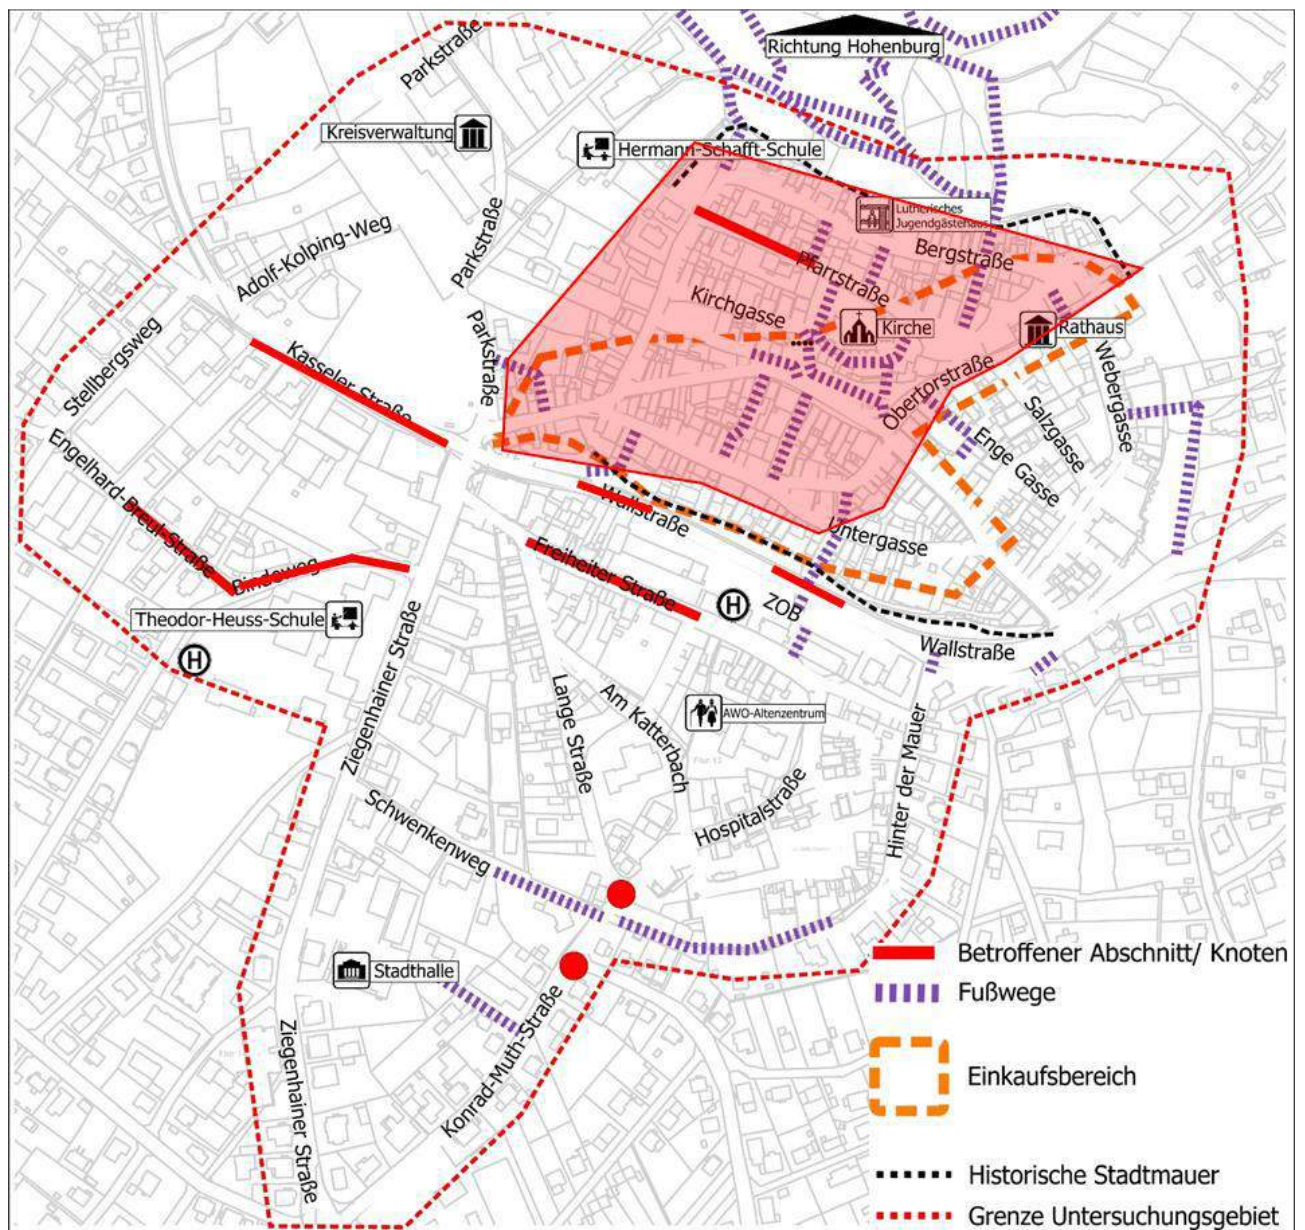 Richtung Hohenburg
Parkstraße
Kreisverwaltung
Hermann-Schafft-Schule
Lutherisches
Jugendgästehaus
Adolf-Kolping-Weg
Parkstraße
Bergstraße
Pfarrstraße
Kirchgasse
Kirche
Rathaus
Parkstraße
Stellbergsweg
Kasseler Straße
Obertorstraße
Webergasse
Salzgasse
Enge Gasse
Engelhard-Breul-Straße
Wallstraße
Untergasse
Bindeweg
Freiheiter Straße
H
ZOB
Theodor-Heuss-Schule
H
Wallstraße
Ziegenhainer Straße
Lange Straße
Am Katterbach
AWO-Altenzentrum
Hinter der Mauer
Hospitalstraße
Schwenkenweg
Stadthalle
Konrad-Muth-Straße
Ziegenhainer Straße
Betroffener Abschnitt/ Knoten
Fußwege
Einkaufsbereich
Historische Stadtmauer
Grenze Untersuchungsgebiet